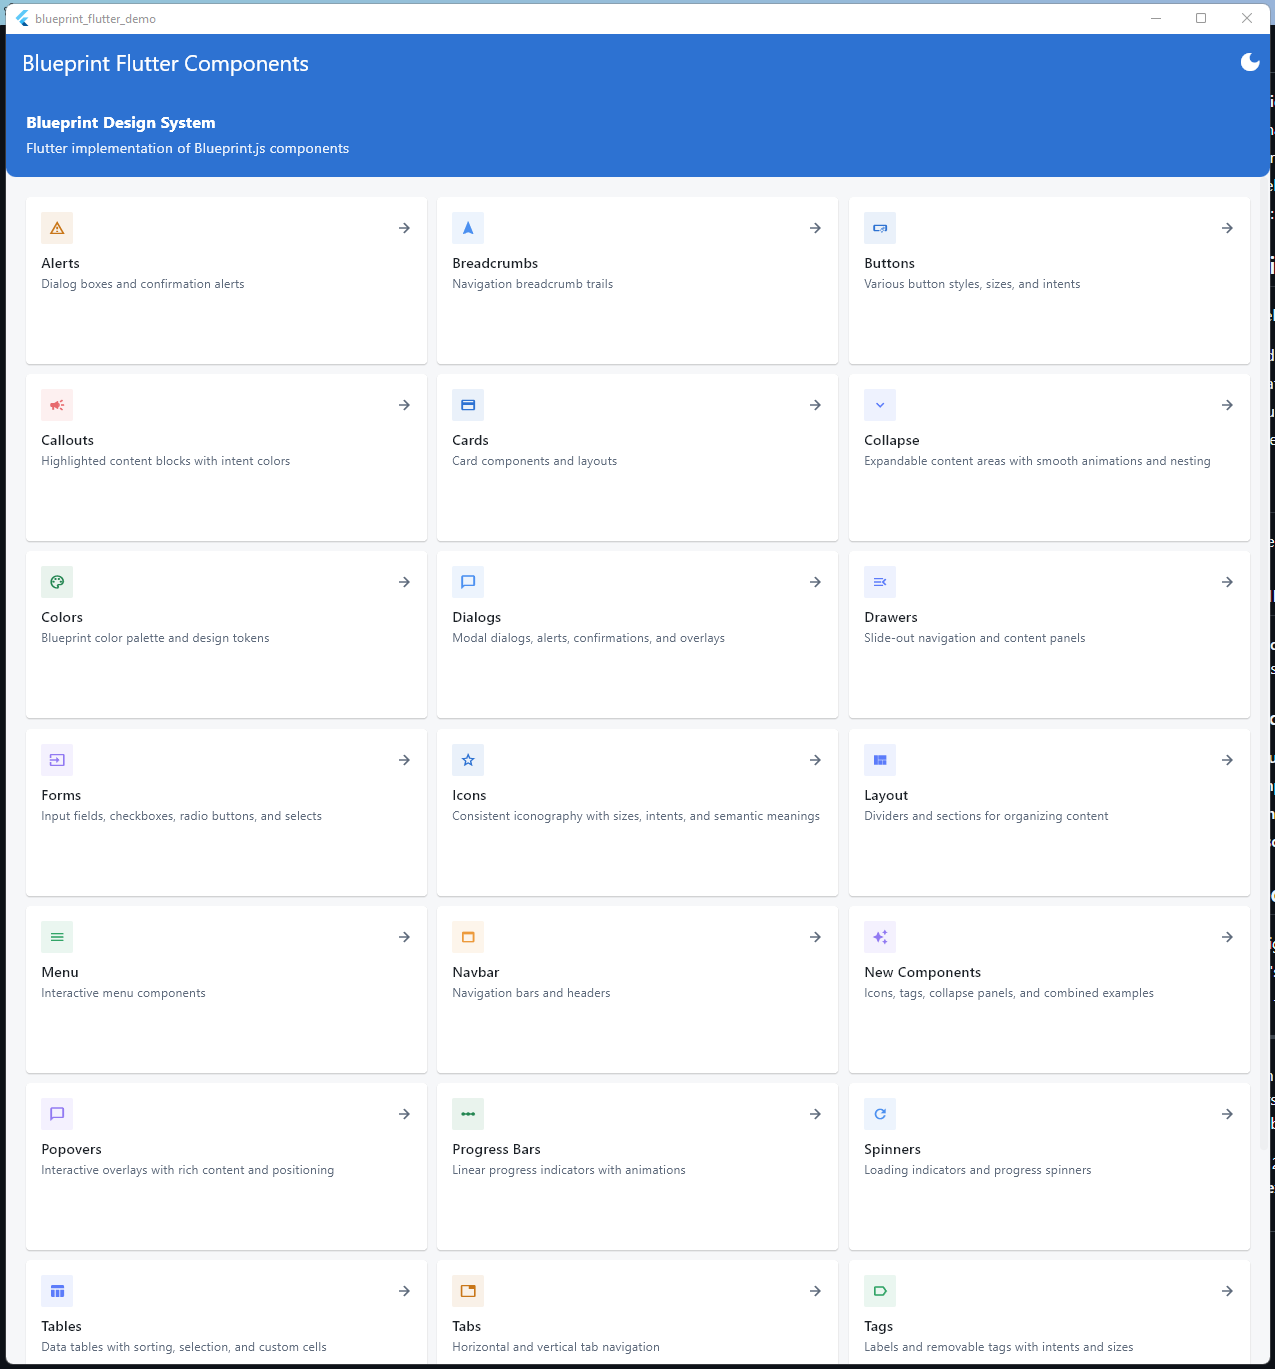 blueprint_flutter_demo
Blueprint Flutter Components
Blueprint Design System
Flutter implementation of Blueprint.js components
Alerts
Dialog boxes and confirmation alerts
Breadcrumbs
Navigation breadcrumb trails
Buttons
Various button styles, sizes, and intents
Callouts
Highlighted content blocks with intent colors
Cards
Card components and layouts
Collapse
Expandable content areas with smooth animations and nesting
Colors
Blueprint color palette and design tokens
Dialogs
Modal dialogs, alerts, confirmations, and overlays
Drawers
Slide-out navigation and content panels
Forms
Input fields, checkboxes, radio buttons, and selects
Icons
Consistent iconography with sizes, intents, and semantic meanings
Layout
Dividers and sections for organizing content
Menu
Interactive menu components
Navbar
Navigation bars and headers
New Components
Icons, tags, collapse panels, and combined examples
Popovers
Interactive overlays with rich content and positioning
Progress Bars
Linear progress indicators with animations
Spinners
Loading indicators and progress spinners
Tables
Data tables with sorting, selection, and custom cells
Tabs
Horizontal and vertical tab navigation
Tags
Labels and removable tags with intents and sizes